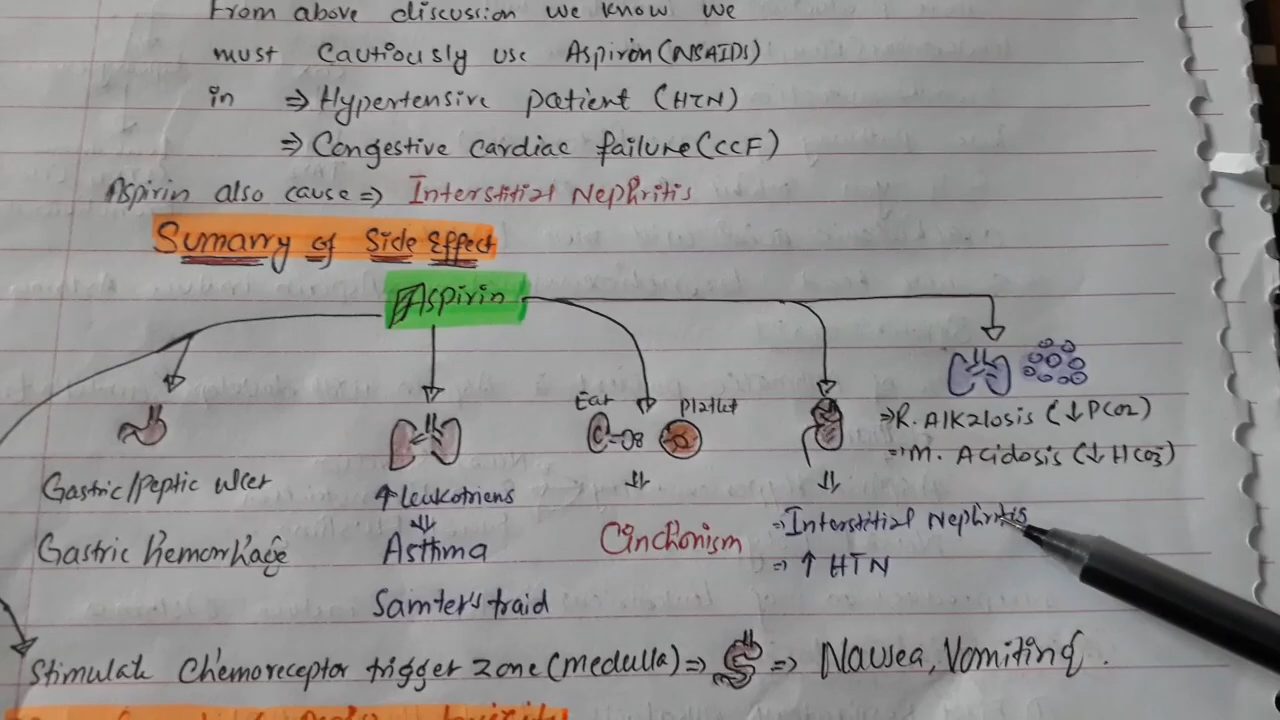 From above discussion we know we
must Cautiously use Aspirin (NSAIDs)
in ⇒ Hypertensive patient (HTN)
⇒ Congestive cardiac failure (CCF)
Aspirin also cause ⇒ Interstitial Nephritis
Sumarry of Side Effect
Aspirin
Ear
Platlet
⇒R. Alkalosis (↓PCO2)
⇒M. Acidosis (↓HCO3)
Gastric/Peptic ulcer
Gastric hemorhage
↑ Leukotriens
⇓
Asthma
Samter's traid
⇓
Cinchonism
⇓
⇒Interstitial Nephritis
⇒ ↑ HTN
Stimulate Chemoreceptor trigger zone (medulla) ⇒ ⇒ Nausea, Vomiting.